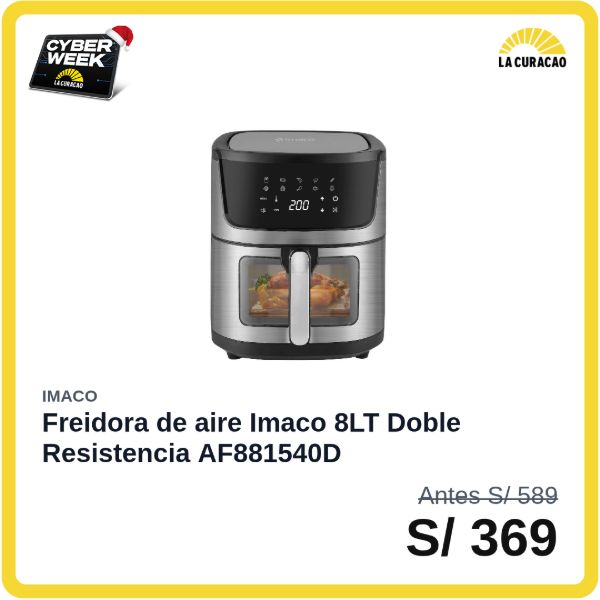 CYBER
WEEK
LA CURACAO
LA CURACAO
200
IMACO
Freidora de aire Imaco 8LT Doble
Resistencia AF881540D
Antes S/ 589
S/ 369